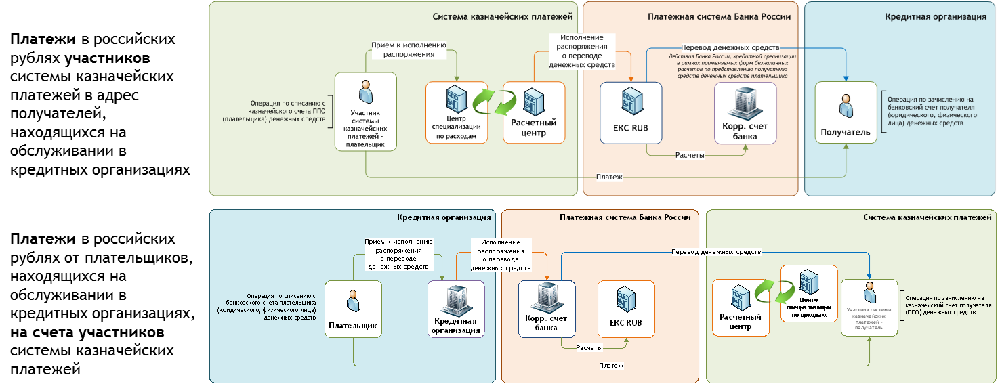 Платежи в российских
рублях участников
системы казначейских
платежей в адрес
получателей,
находящихся на
обслуживании в
кредитных организациях
Система казначейских платежей
Прием к исполнению
распоряжения
Исполнение
распоряжения
о переводе
денежных средств
Операция по списанию с
казначейского счета ППО
(плательщика) денежных средств
Участник
системы
казначейских
платежей -
плательщик
Центр
специализации
по расходам
Расчетный
центр
Платежная система Банка России
Перевод денежных средств
действия Банка России, кредитной организации
в рамках применяемых форм безналичных
расчетов по представлению получателю
средств денежных средств плательщика
ЕКС RUB
Корр. счет
банка
Расчеты
Платеж
Кредитная организация
Получатель
Операция по зачислению на
банковский счет получателя
(юридического, физического
лица) денежных средств
Платежи в российских
рублях от плательщиков,
находящихся на
обслуживании в
кредитных организациях,
на счета участников
системы казначейских
платежей
Кредитная организация
Прием к исполнению
распоряжения
о переводе
денежных средств
Исполнение
распоряжения
о переводе
денежных средств
Операция по списанию с
банковского счета плательщика
(юридического, физического лица)
денежных средств
Плательщик
Кредитная
организация
Платежная система Банка России
Перевод денежных средств
Корр. счет
банка
ЕКС RUB
Расчеты
Платеж
Система казначейских платежей
Расчетный
центр
Центр
специализации
по доходам
Участник системы
казначейских
платежей -
получатель
Операция по зачислению на
казначейский счет получателя
(ППО) денежных средств